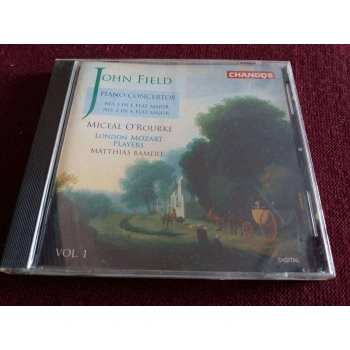 JOHN FIELD
CHANDOS
PIANO CONCERTOS
NO. 1 IN E FLAT MAJOR
NO. 2 IN A FLAT MAJOR
MÍCEÁL O'ROURKE
LONDON MOZART
PLAYERS
MATTHIAS BAMERT
VOL. 1
DIGITAL